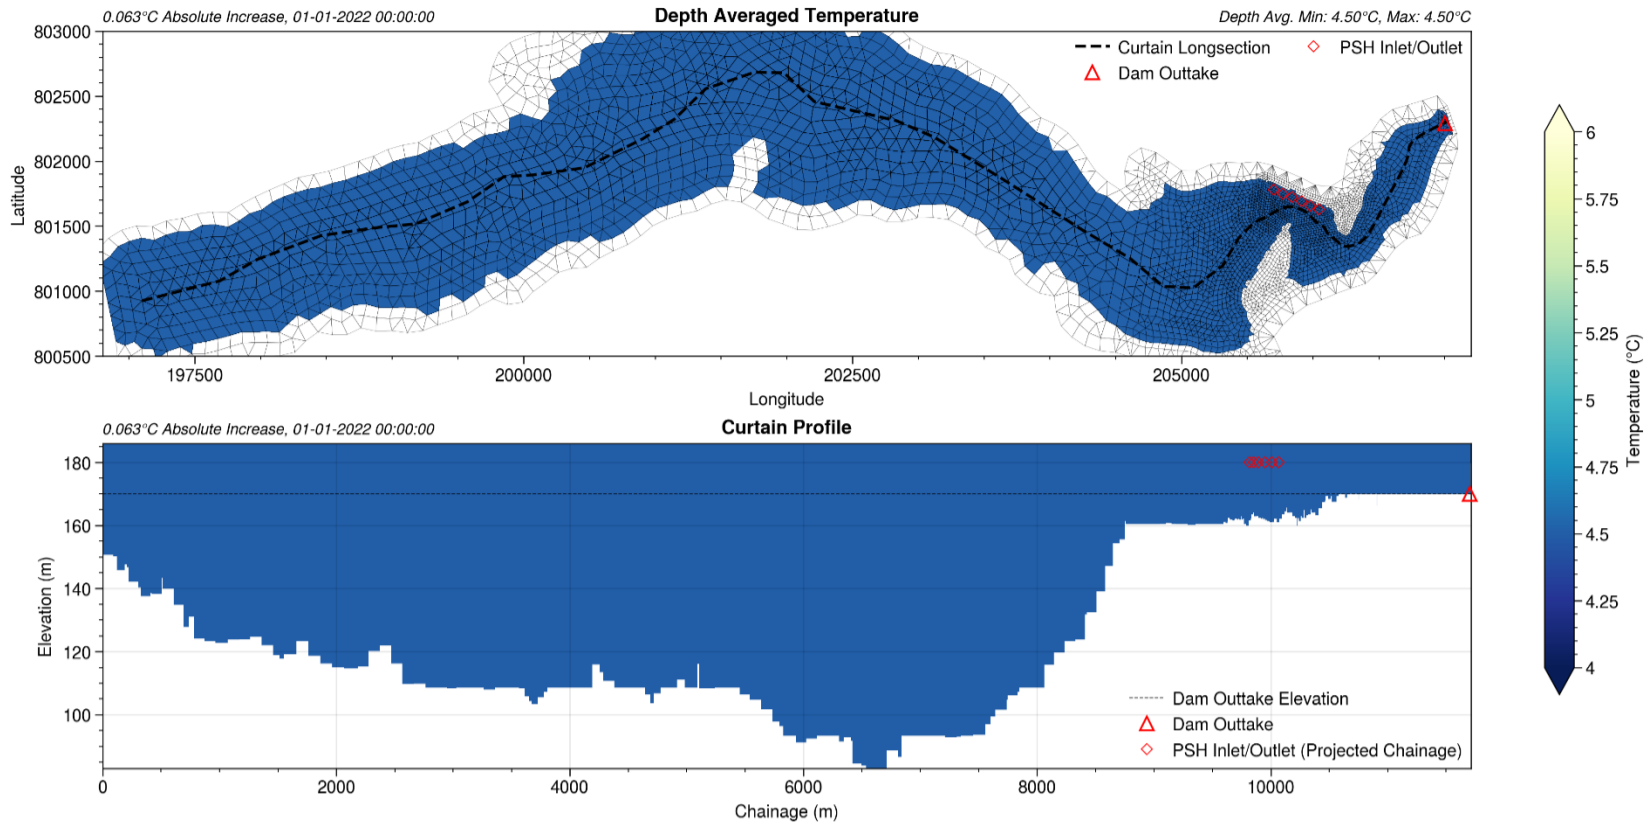 0.063°C Absolute Increase, 01-01-2022 00:00:00
Depth Averaged Temperature
Depth Avg. Min: 4.50°C, Max: 4.50°C
803000
802500
802000
801500
801000
800500
Latitude
Curtain Longsection
PSH Inlet/Outlet
Dam Outtake
197500
200000
202500
205000
Longitude
0.063°C Absolute Increase, 01-01-2022 00:00:00
Curtain Profile
180
160
140
120
100
Elevation (m)
Dam Outtake Elevation
Dam Outtake
PSH Inlet/Outlet (Projected Chainage)
0
2000
4000
6000
8000
10000
Chainage (m)
6
5.75
5.5
5.25
5
4.75
4.5
4.25
4
Temperature (°C)